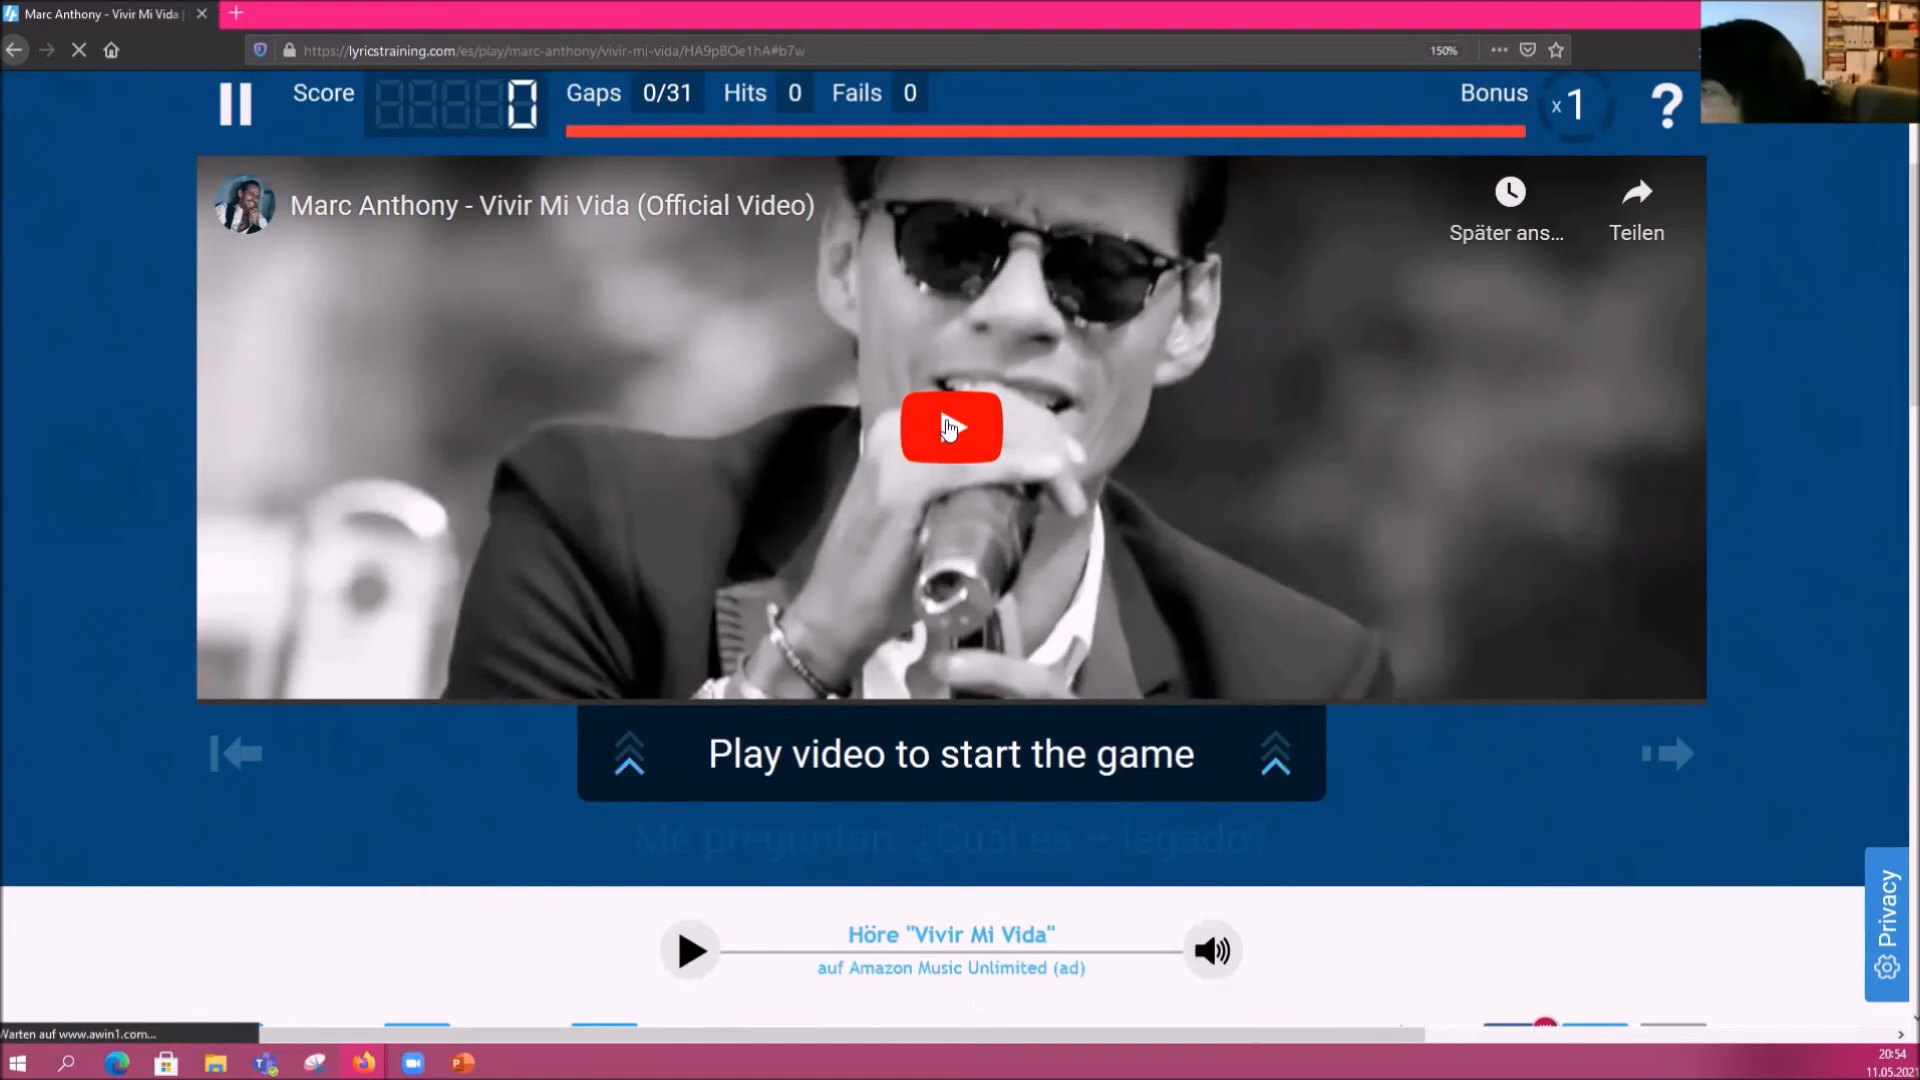 Marc Anthony - Vivir Mi Vida |
https://lyricstraining.com/es/play/marc-anthony/vivir-mi-vida/HA9pBOe1hA#b7w
150%
Score 0 Gaps 0/31 Hits 0 Fails 0 Bonus x1 ?
Marc Anthony - Vivir Mi Vida (Official Video)
Später ans... Teilen
Play video to start the game
Me preguntan, ¿Cuál es -- legado?
Privacy
Höre "Vivir Mi Vida"
auf Amazon Music Unlimited (ad)
Warten auf www.awin1.com...
20:54
11.05.2021